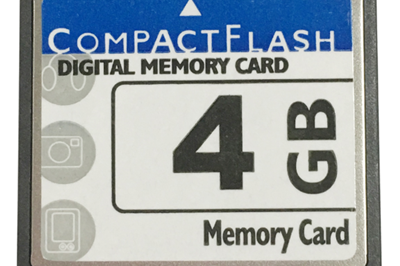 COMPACTFLASH
DIGITAL MEMORY CARD
4 GB
Memory Card